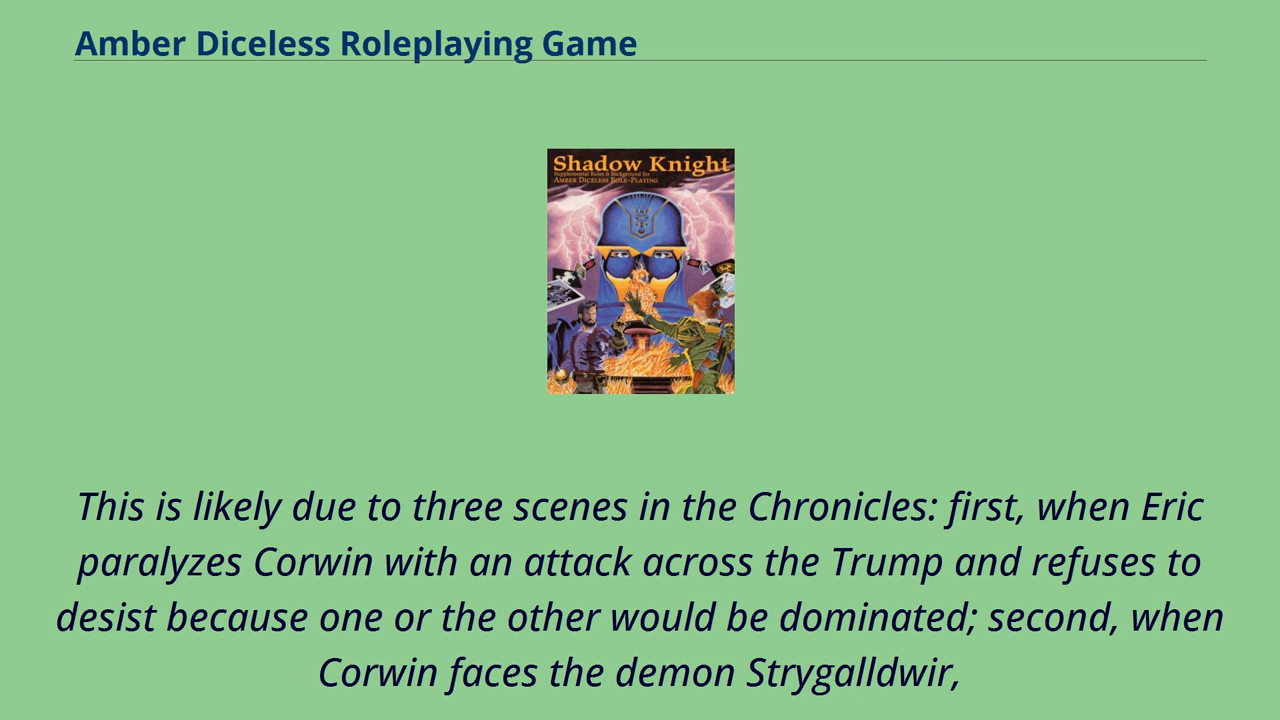 Amber Diceless Roleplaying Game
Shadow Knight
Supplemental Rules & Background for
AMBER DICELESS ROLE-PLAYING
This is likely due to three scenes in the Chronicles: first, when Eric
paralyzes Corwin with an attack across the Trump and refuses to
desist because one or the other would be dominated; second, when
Corwin faces the demon Strygalldwir,